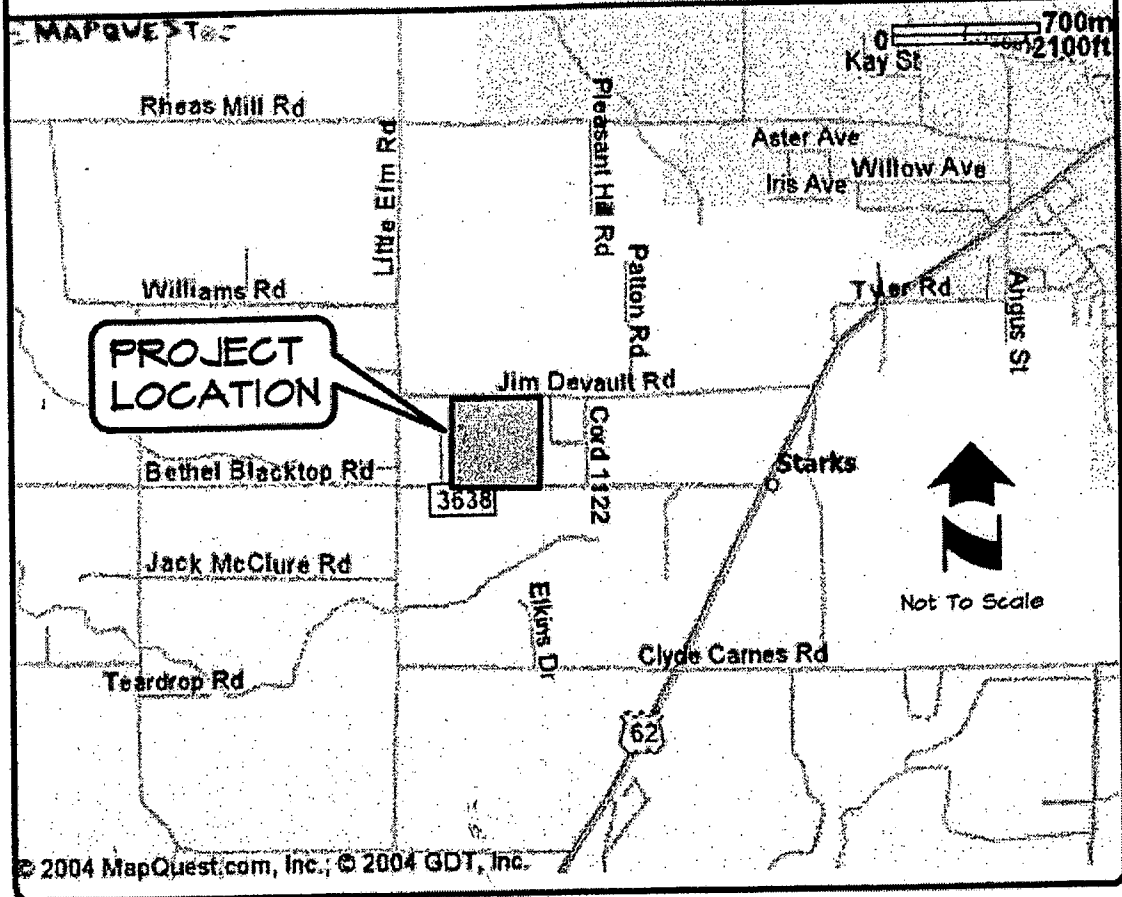 MAPQUEST
700m
0
2100ft
Kay St
Rheas Mill Rd
Pleasant Hill Rd
Aster Ave
Little Elm Rd
Willow Ave
Iris Ave
Patton Rd
Williams Rd
Tyler Rd
Angus St
PROJECT
LOCATION
Jim Devault Rd
Cord 1122
Bethel Blacktop Rd
Starks
3638
Jack McClure Rd
Elkins Dr
Not To Scale
Clyde Carnes Rd
Teardrop Rd
62
© 2004 MapQuest.com, Inc.; © 2004 GDT, Inc.